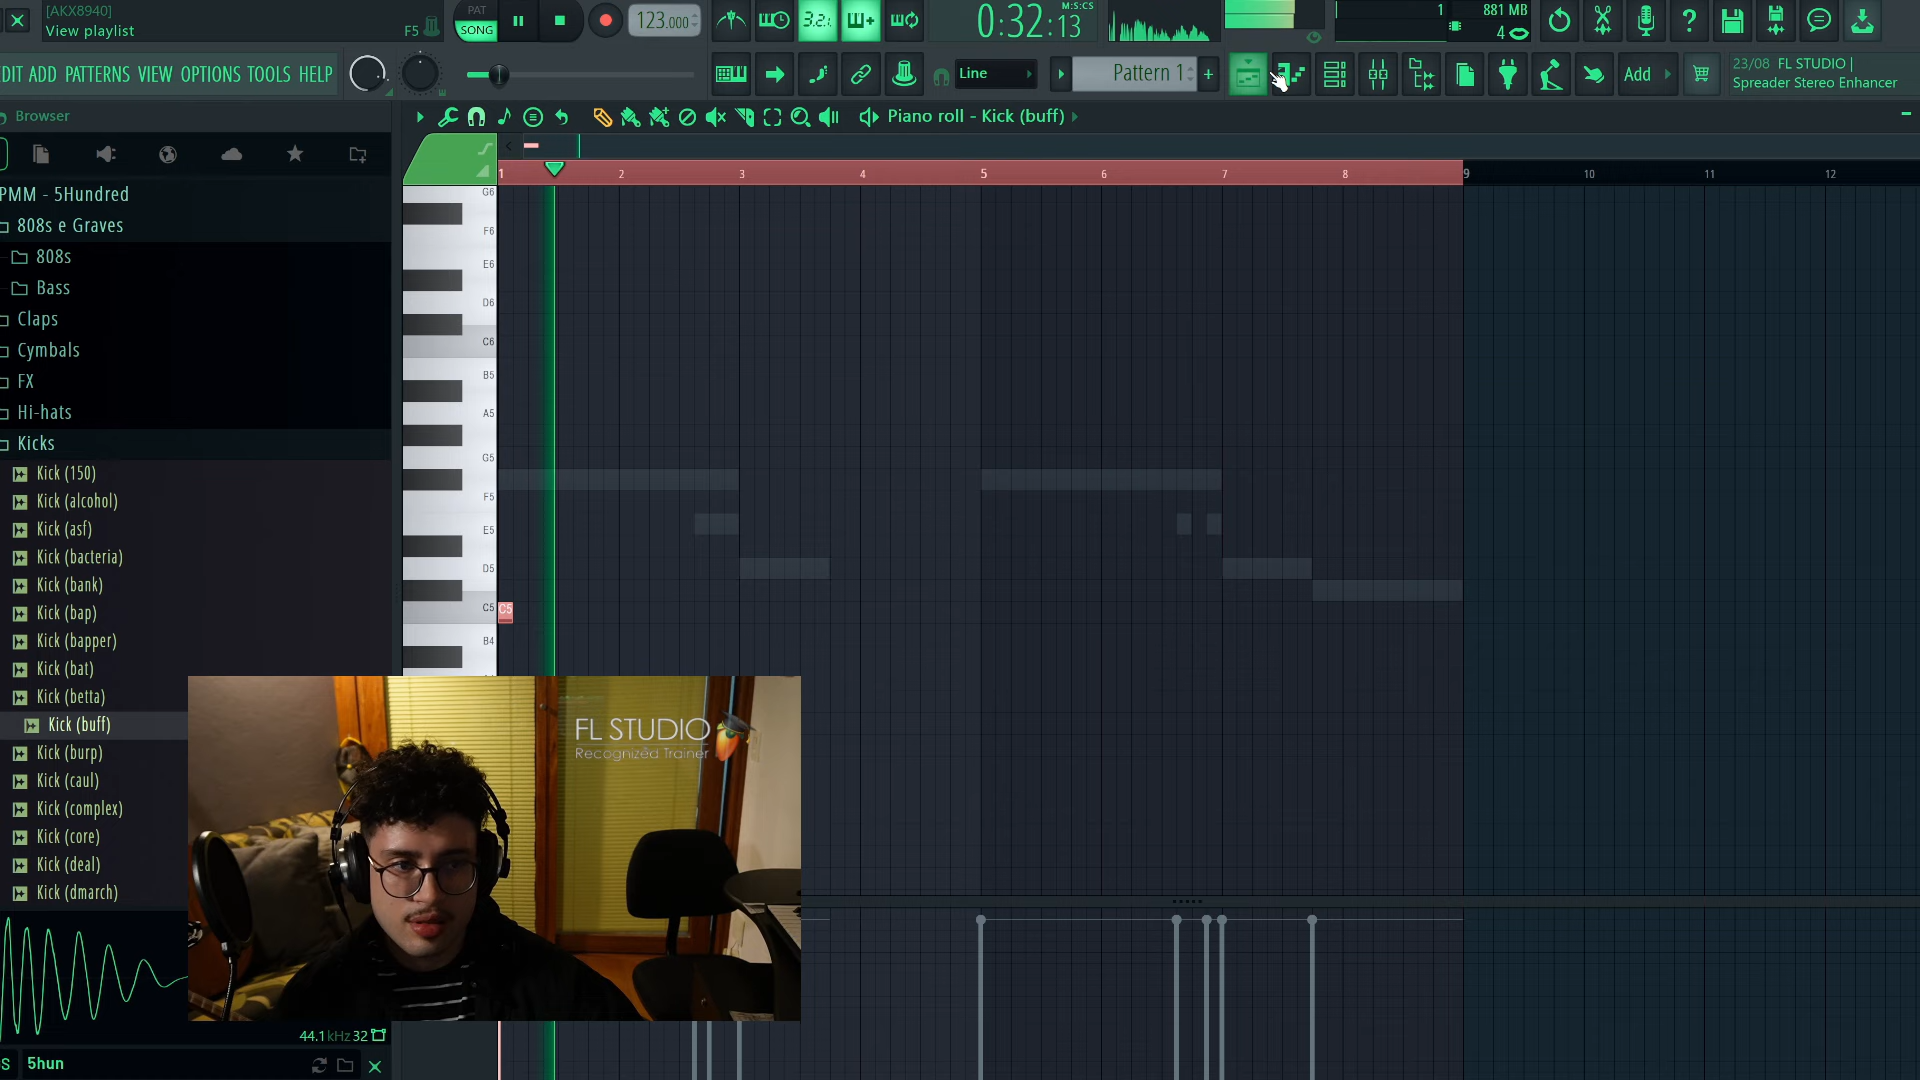 [AKX8940]
View playlist
F5
PAT
SONG
123.000
3.2.1
0:32:13
M:S:CS
1
881 MB
4
EDIT ADD PATTERNS VIEW OPTIONS TOOLS HELP
Line
Pattern 1
Add
23/08 FL STUDIO |
Spreader Stereo Enhancer
Browser
Piano roll - Kick (buff)
1 2 3 4 5 6 7 8 9 10 11 12
PMM - 5Hundred
808s e Graves
808s
Bass
Claps
Cymbals
FX
Hi-hats
Kicks
Kick (150)
Kick (alcohol)
Kick (asf)
Kick (bacteria)
Kick (bank)
Kick (bap)
Kick (bapper)
Kick (bat)
Kick (betta)
Kick (buff)
Kick (burp)
Kick (caul)
Kick (complex)
Kick (core)
Kick (deal)
Kick (dmarch)
G6
F6
E6
D6
C6
B5
A5
G5
F5
E5
D5
C5
C5
B4
FL STUDIO
Recognized Trainer
44.1kHz 32
5hun